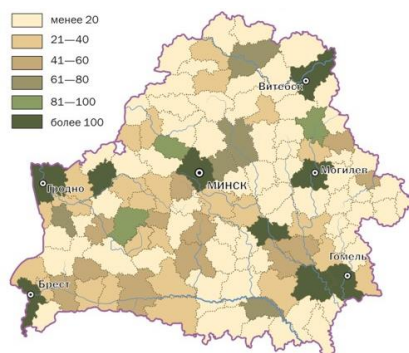 менее 20
21—40
41—60
61—80
81—100
более 100
Витебск
МИНСК
Могилев
Гродно
Гомель
Брест